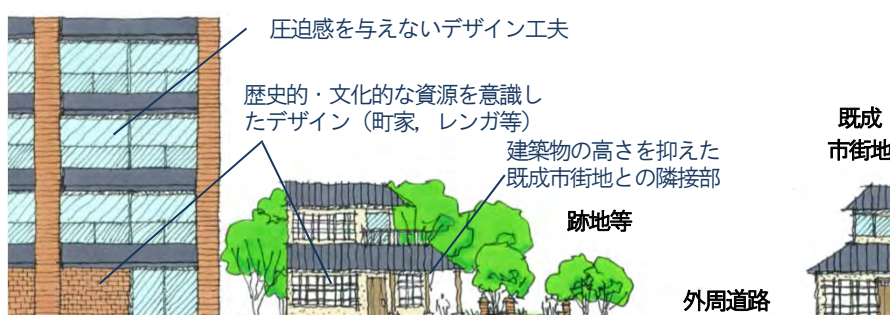 圧迫感を与えないデザイン工夫
歴史的・文化的な資源を意識し
たデザイン（町家，レンガ等）
建築物の高さを抑えた
既成市街地との隣接部
跡地等
既成
市街地
外周道路